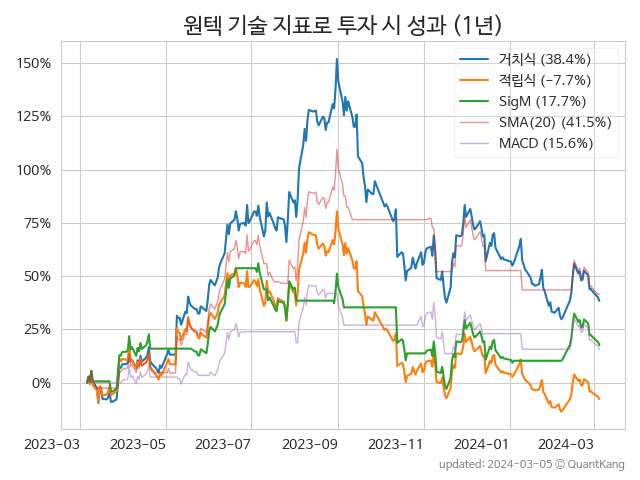 원텍 기술 지표로 투자 시 성과 (1년)
150%
125%
100%
75%
50%
25%
0%
거치식 (38.4%)
적립식 (-7.7%)
SigM (17.7%)
SMA(20) (41.5%)
MACD (15.6%)
2023-03
2023-05
2023-07
2023-09
2023-11
2024-01
2024-03
updated: 2024-03-05 ⓒ QuantKang